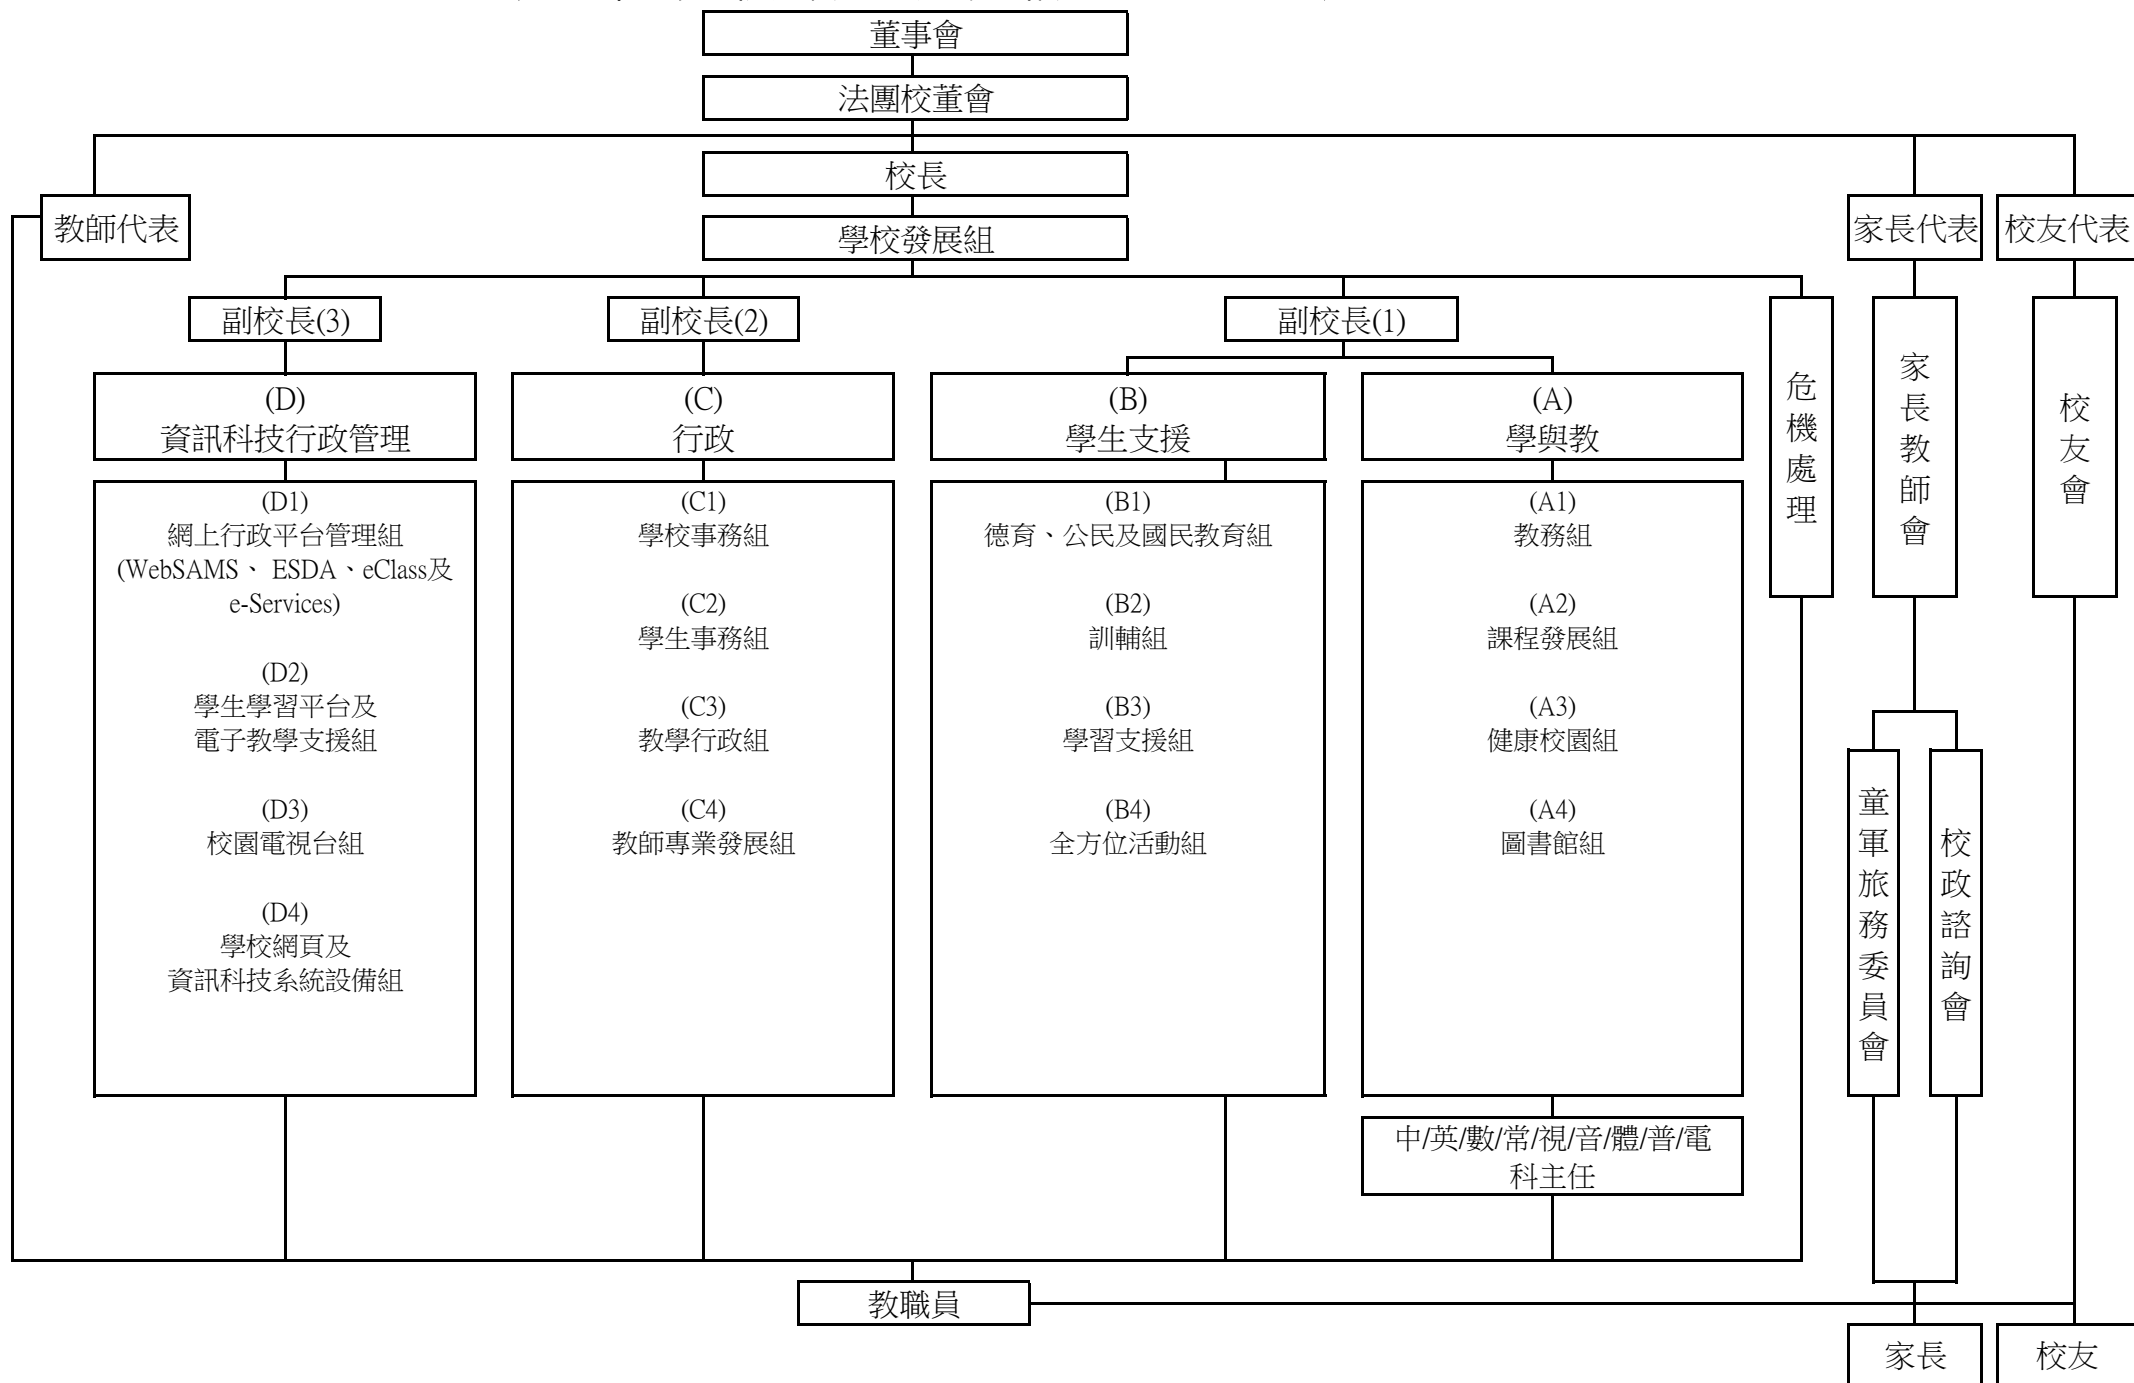 董事會
法團校董會
校長
學校發展組
教師代表
家長代表
校友代表
副校長(3)
副校長(2)
副校長(1)
危機處理
家長教師會
校友會
(D)
資訊科技行政管理
(C)
行政
(B)
學生支援
(A)
學與教
(D1)
網上行政平台管理組
(WebSAMS、 ESDA、eClass及
e-Services)
(D2)
學生學習平台及
電子教學支援組
(D3)
校園電視台組
(D4)
學校網頁及
資訊科技系統設備組
(C1)
學校事務組
(C2)
學生事務組
(C3)
教學行政組
(C4)
教師專業發展組
(B1)
德育、公民及國民教育組
(B2)
訓輔組
(B3)
學習支援組
(B4)
全方位活動組
(A1)
教務組
(A2)
課程發展組
(A3)
健康校園組
(A4)
圖書館組
中/英/數/常/視/音/體/普/電
科主任
童軍旅務委員會
校政諮詢會
教職員
家長
校友